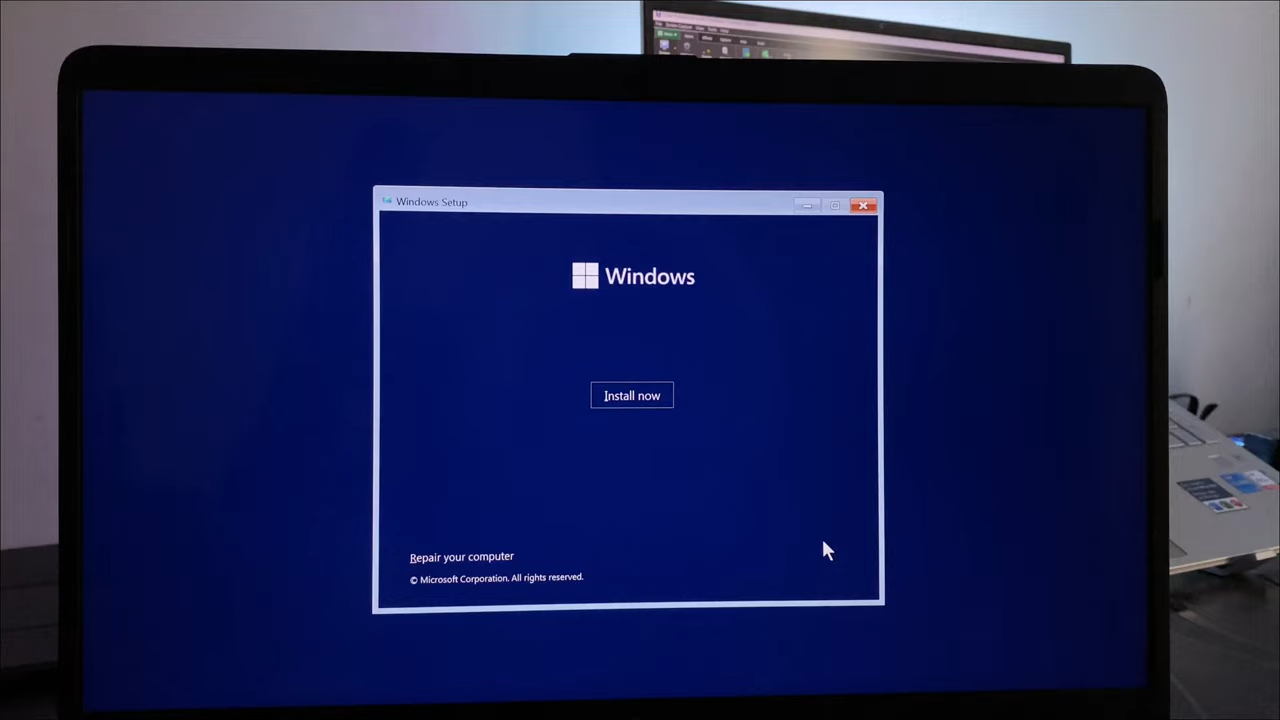 Windows Setup
Windows
Install now
Repair your computer
© Microsoft Corporation. All rights reserved.